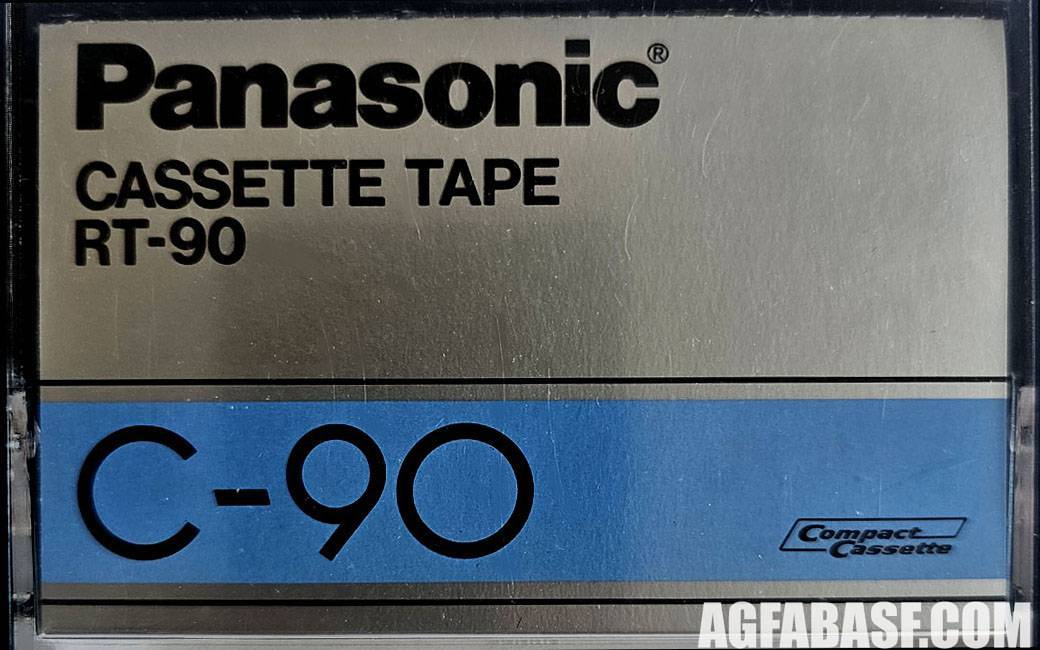 Panasonic®
CASSETTE TAPE
RT-90
C-90
Compact
Cassette
AGFABASF.COM